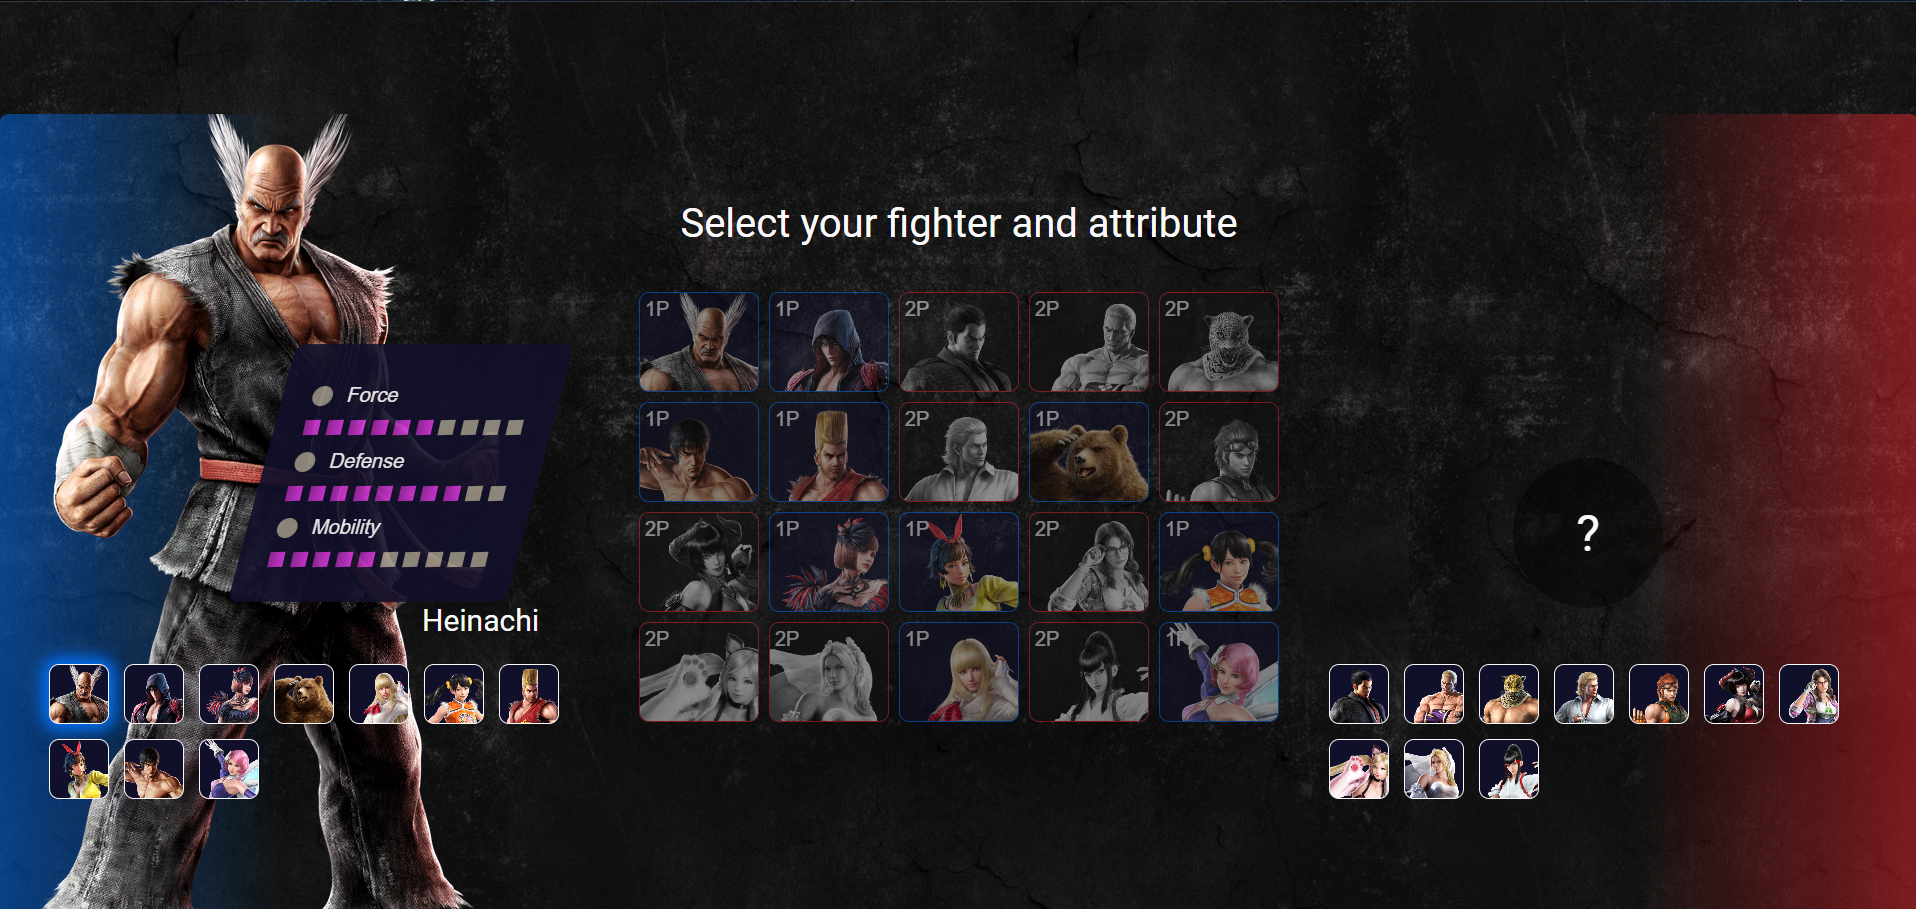 Select your fighter and attribute
1P 1P 2P 2P 2P
1P 1P 2P 1P 2P
2P 1P 1P 2P 1P
2P 2P 1P 2P 1P
Force
Defense
Mobility
Heinachi
?